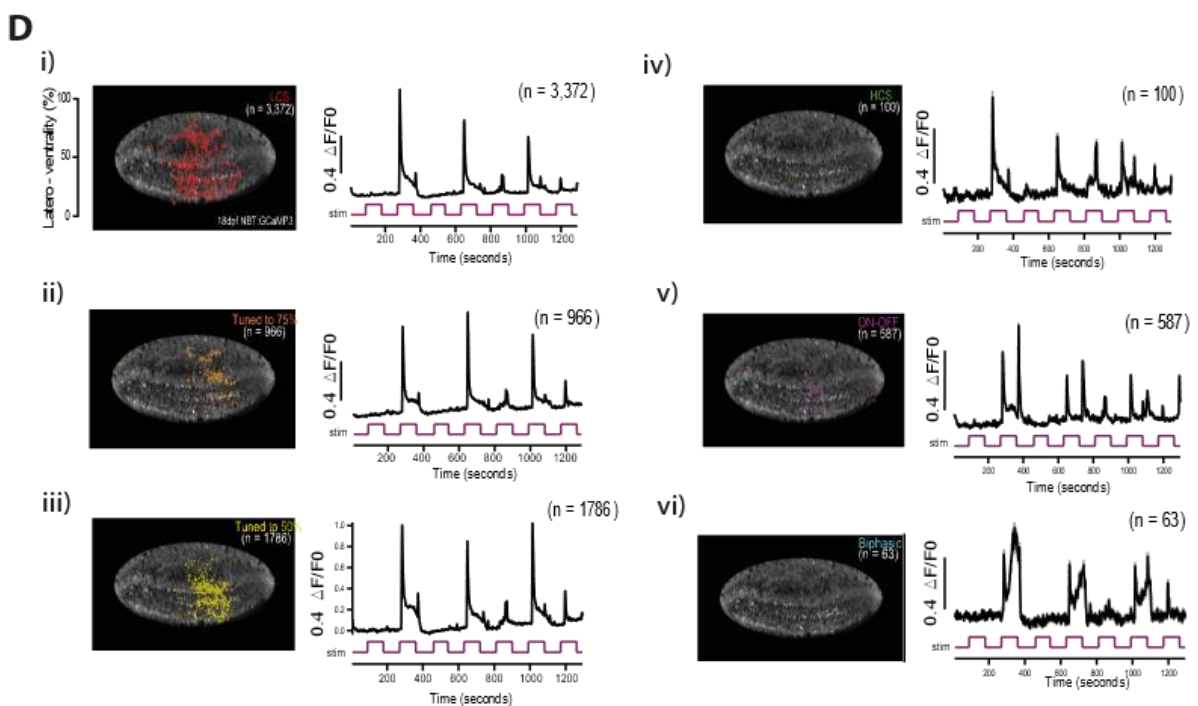 D
i)
Latero - ventrality (%)
100
50
0
LCS
(n = 3,372)
18dpf NBT:GCaMP3
0.4 △F/F0
(n = 3,372)
stim
200 400 600 800 1000 1200
Time (seconds)
ii)
Tuned to 75%
(n = 966)
0.4 △F/F0
(n = 966)
stim
200 400 600 800 1000 1200
Time (seconds)
iii)
Tuned to 50%
(n = 1786)
0.4 △F/F0
1.0
0.8
0.6
0.4
0.2
0.0
(n = 1786)
stim
200 400 600 800 1000 1200
Time (seconds)
iv)
HCS
(n = 100)
0.4 △F/F0
(n = 100)
stim
200 400 600 800 1000 1200
Time (seconds)
v)
ON-OFF
(n = 587)
0.4 △F/F0
(n = 587)
stim
200 400 600 800 1000 1200
Time (seconds)
vi)
Biphasic
(n = 63)
0.4 △F/F0
(n = 63)
stim
200 400 600 800 1000 1200
Time (seconds)